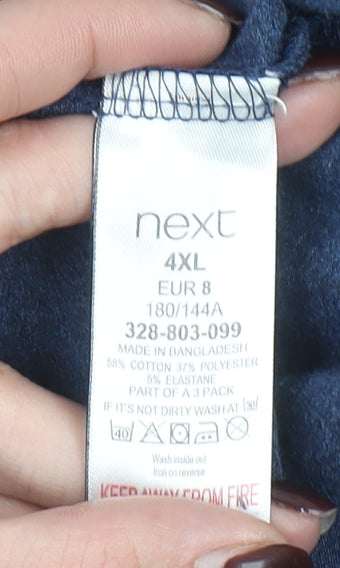 next
4XL
EUR 8
180/144A
328-803-099
MADE IN BANGLADESH
58% COTTON 37% POLYESTER
5% ELASTANE
PART OF A 3 PACK
IF IT'S NOT DIRTY WASH AT 30
40
Wash inside out
Iron on reverse
KEEP AWAY FROM FIRE